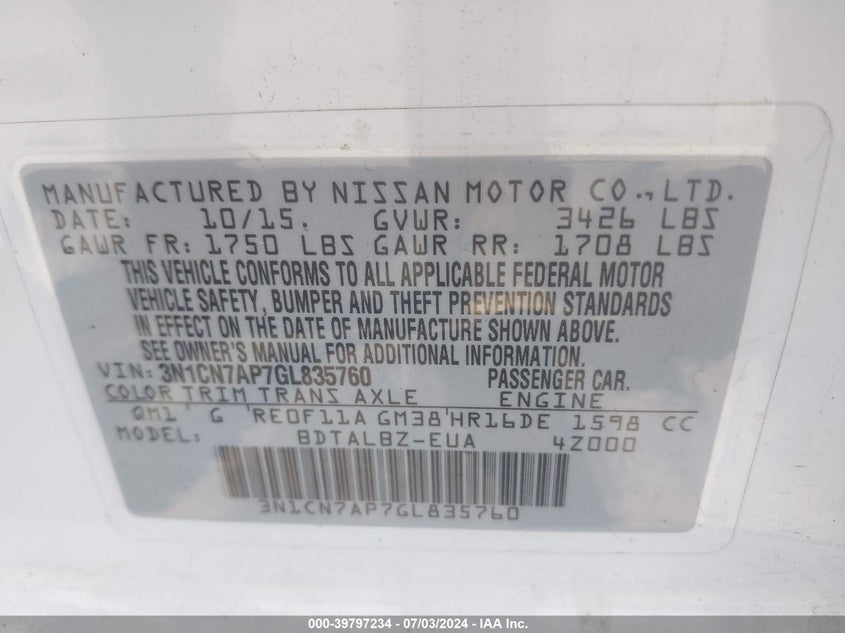 MANUFACTURED BY NISSAN MOTOR CO., LTD.
DATE: 10/15. GVWR: 3426 LBS
GAWR FR: 1750 LBS GAWR RR: 1708 LBS
THIS VEHICLE CONFORMS TO ALL APPLICABLE FEDERAL MOTOR
VEHICLE SAFETY, BUMPER AND THEFT PREVENTION STANDARDS
IN EFFECT ON THE DATE OF MANUFACTURE SHOWN ABOVE.
SEE OWNER'S MANUAL FOR ADDITIONAL INFORMATION.
VIN: 3N1CN7AP7GL835760 PASSENGER CAR.
COLOR TRIM TRANS AXLE ENGINE
QM1 G RE0F11A GM38 HR16DE 1598 CC
MODEL: BDTALBZ-EUA 4Z000
3N1CN7AP7GL835760
000-39797234 - 07/03/2024 - IAA Inc.